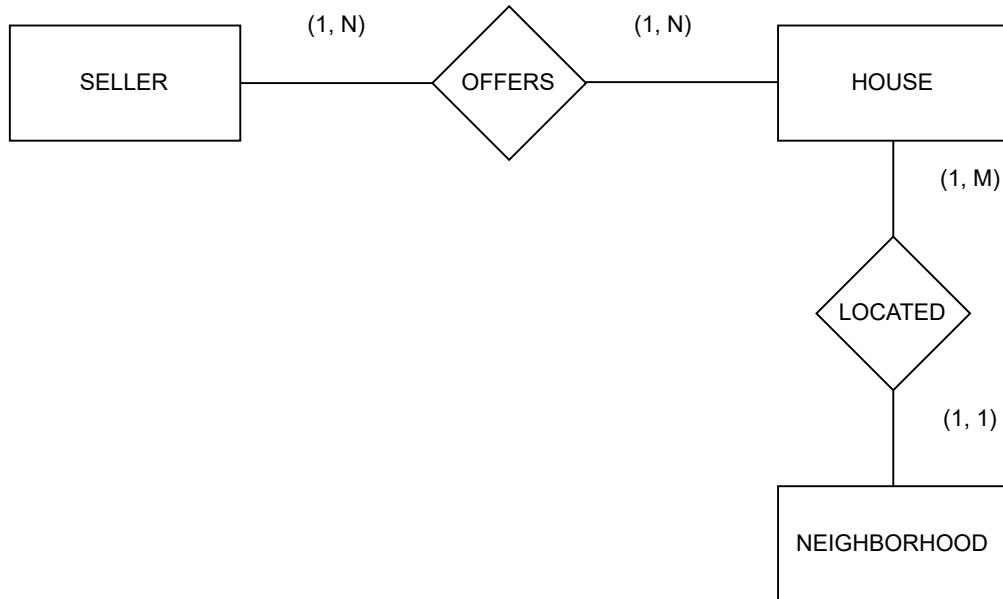 (1, N)
(1, N)
SELLER
OFFERS
HOUSE
(1, M)
LOCATED
(1, 1)
NEIGHBORHOOD